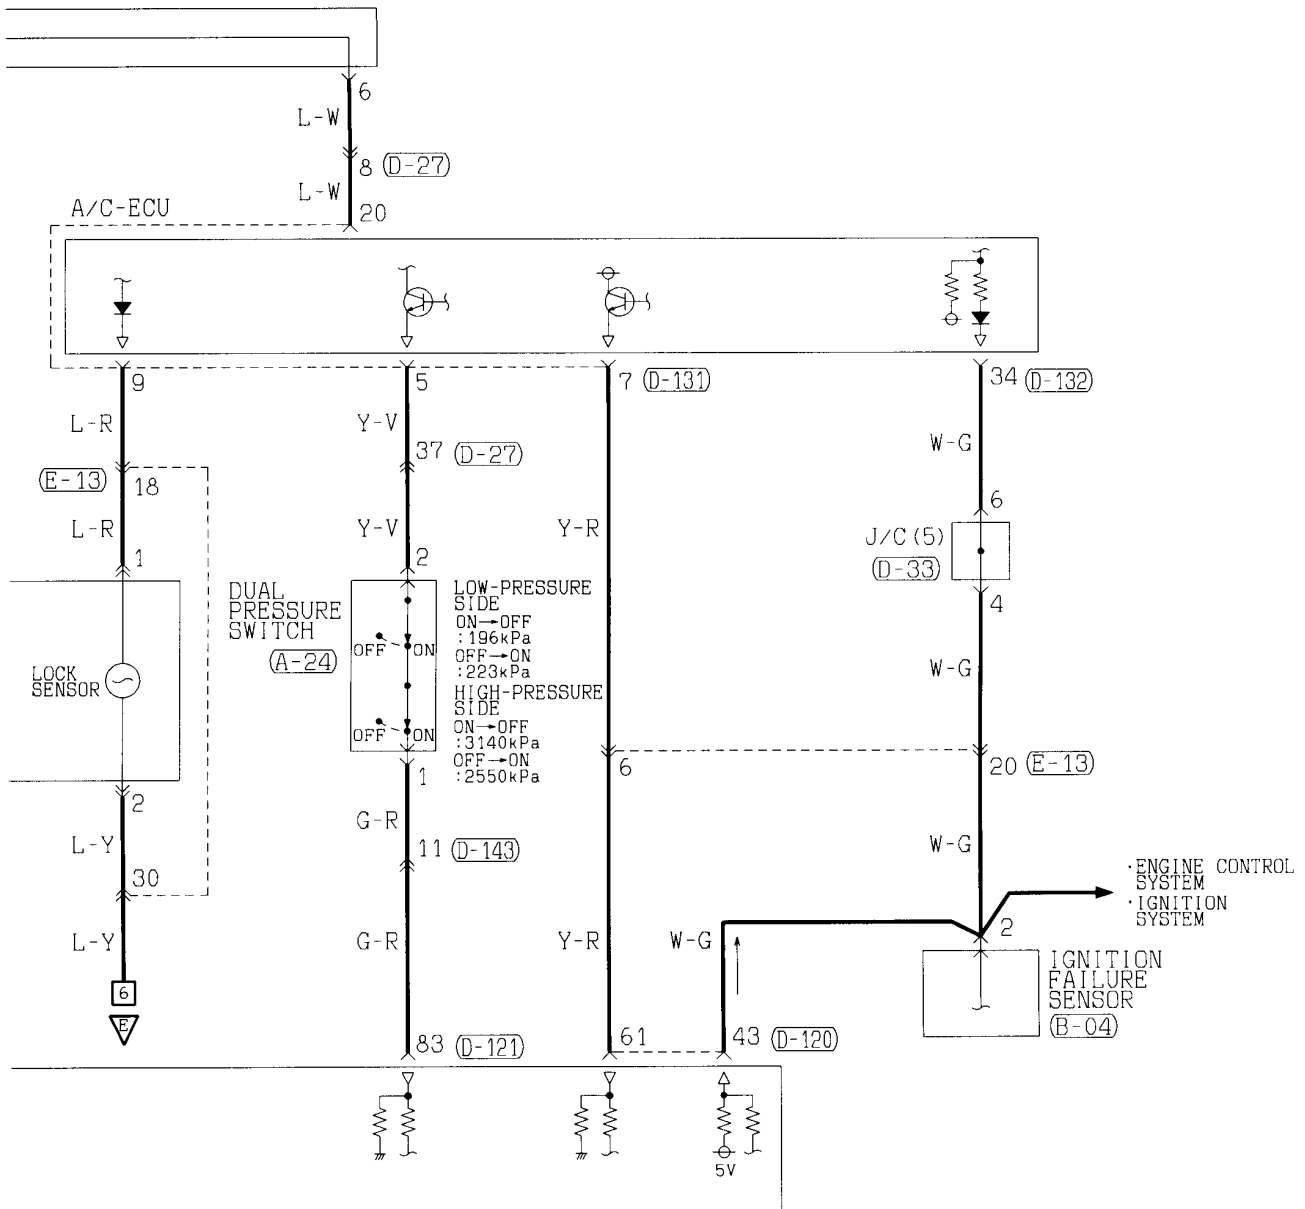 6
L-W
8 (D-27)
L-W
20
A/C-ECU
9
5
7 (D-131)
34 (D-132)
L-R
Y-V
W-G
37 (D-27)
(E-13)
18
6
L-R
Y-V
Y-R
J/C (5)
(D-33)
1
2
4
DUAL
PRESSURE
SWITCH
(A-24)
LOW-PRESSURE
SIDE
ON→OFF
:196kPa
OFF→ON
:223kPa
HIGH-PRESSURE
SIDE
ON→OFF
:3140kPa
OFF→ON
:2550kPa
OFF ON
OFF ON
W-G
LOCK
SENSOR
6
20 (E-13)
2
1
L-Y
G-R
W-G
11 (D-143)
30
·ENGINE CONTROL
SYSTEM
·IGNITION
SYSTEM
L-Y
G-R
Y-R
W-G
2
IGNITION
FAILURE
SENSOR
(B-04)
6
E
83 (D-121)
61
43 (D-120)
5V